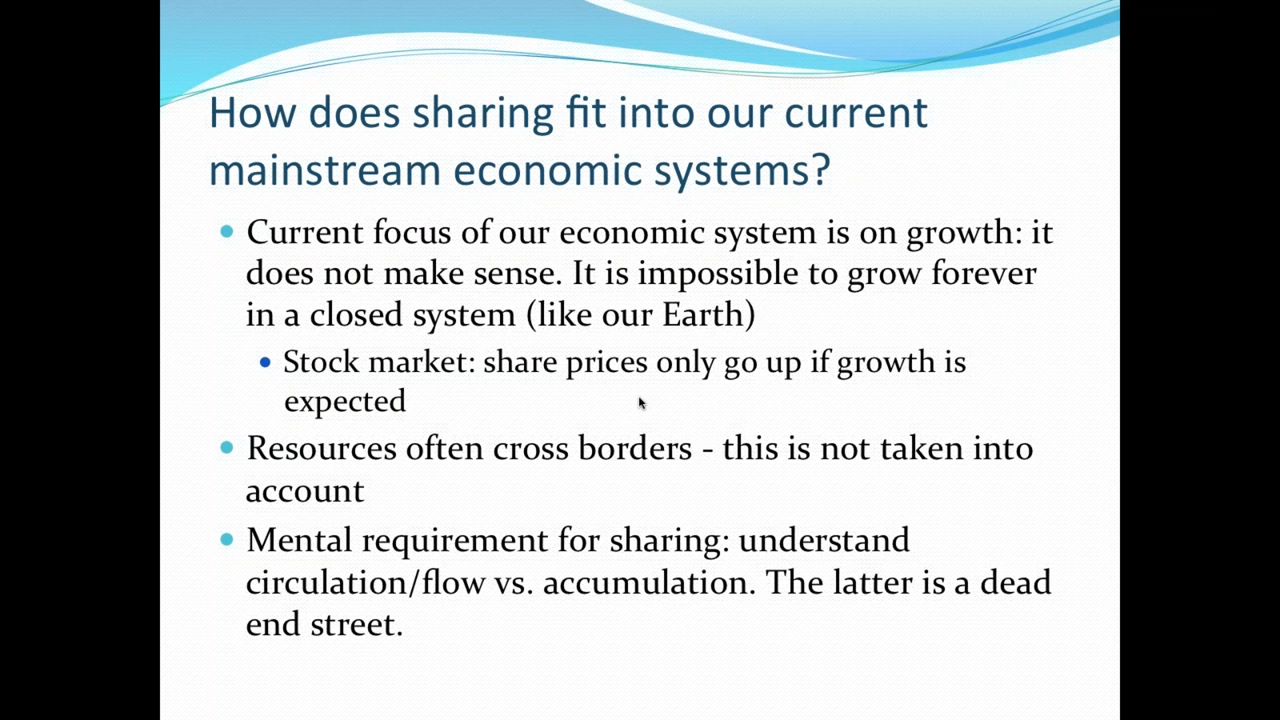 How does sharing fit into our current
mainstream economic systems?
• Current focus of our economic system is on growth: it
does not make sense. It is impossible to grow forever
in a closed system (like our Earth)
• Stock market: share prices only go up if growth is
expected
• Resources often cross borders - this is not taken into
account
• Mental requirement for sharing: understand
circulation/flow vs. accumulation. The latter is a dead
end street.